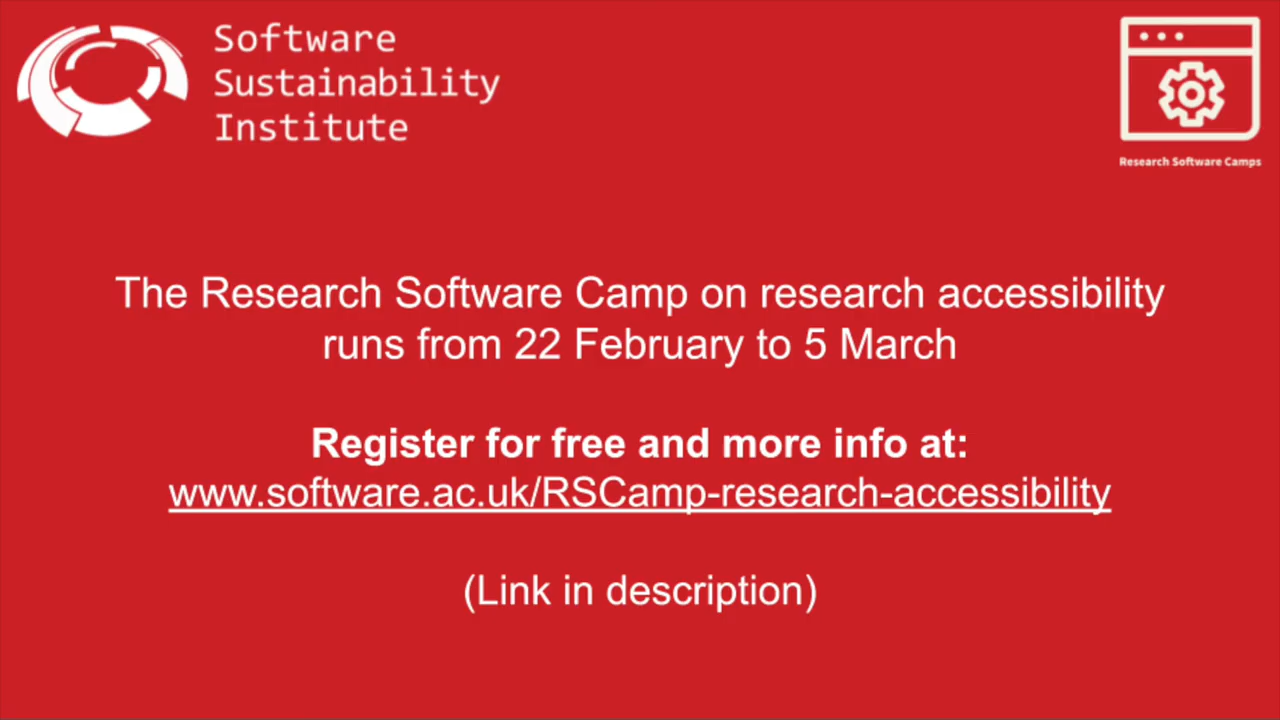 Software
Sustainability
Institute
Research Software Camps
The Research Software Camp on research accessibility
runs from 22 February to 5 March
Register for free and more info at:
www.software.ac.uk/RSCamp-research-accessibility
(Link in description)